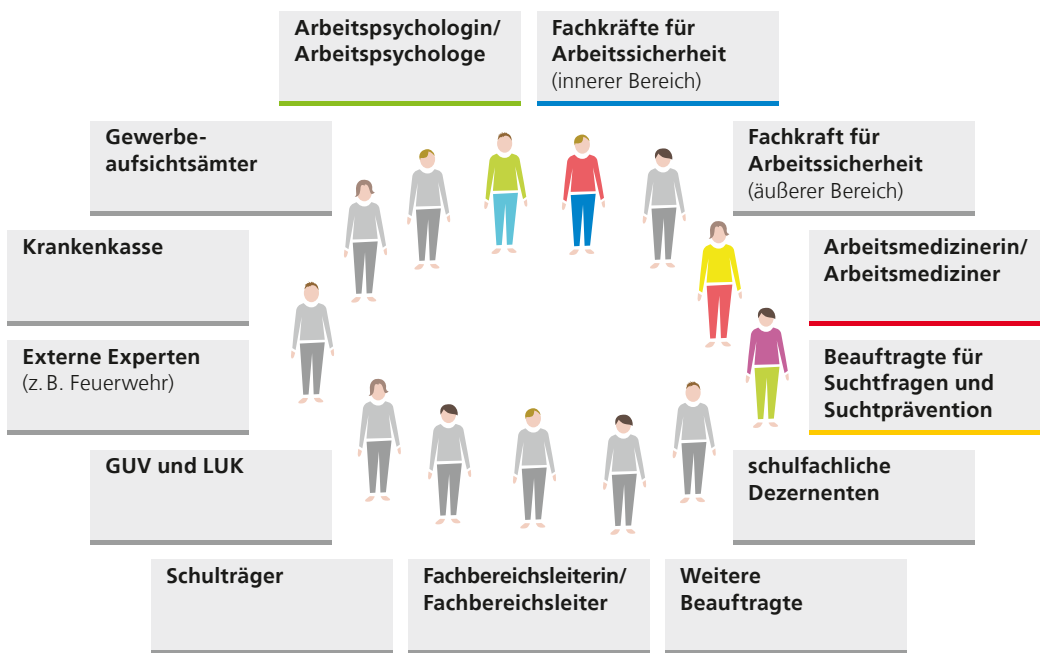 Arbeitspsychologin/
Arbeitspsychologe
Fachkräfte für
Arbeitssicherheit
(innerer Bereich)
Gewerbe-
aufsichtsämter
Fachkraft für
Arbeitssicherheit
(äußerer Bereich)
Krankenkasse
Arbeitsmedizinerin/
Arbeitsmediziner
Externe Experten
(z. B. Feuerwehr)
Beauftragte für
Suchtfragen und
Suchtprävention
GUV und LUK
schulfachliche
Dezernenten
Schulträger
Fachbereichsleiterin/
Fachbereichsleiter
Weitere
Beauftragte